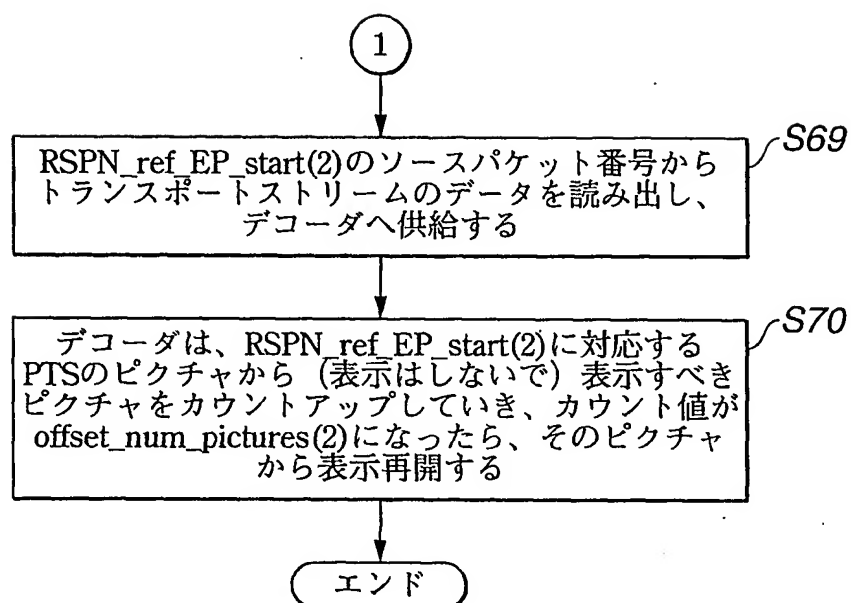 1
S69
RSPN_ref_EP_start(2)のソースパケット番号から
トランスポートストリームのデータを読み出し、
デコーダへ供給する
S70
デコーダは、RSPN_ref_EP_start(2)に対応する
PTSのピクチャから（表示はしないで）表示すべき
ピクチャをカウントアップしていき、カウント値が
offset_num_pictures(2)になったら、そのピクチャ
から表示再開する
エンド